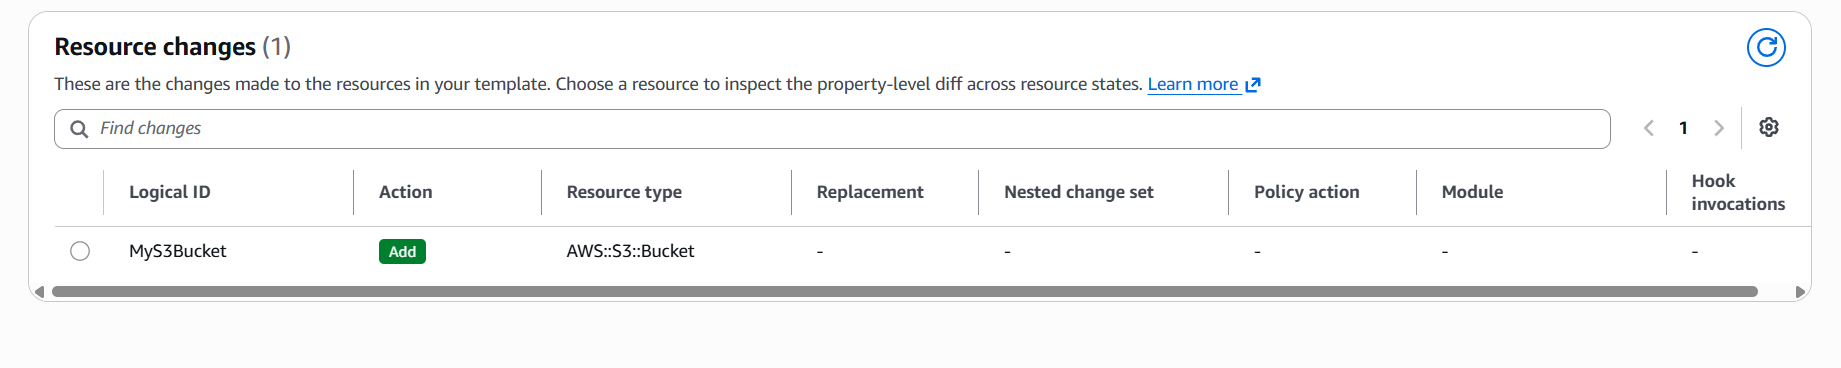 Resource changes (1)
These are the changes made to the resources in your template. Choose a resource to inspect the property-level diff across resource states. Learn more
Find changes
1
Logical ID Action Resource type Replacement Nested change set Policy action Module Hook invocations
MyS3Bucket Add AWS::S3::Bucket - - - - -